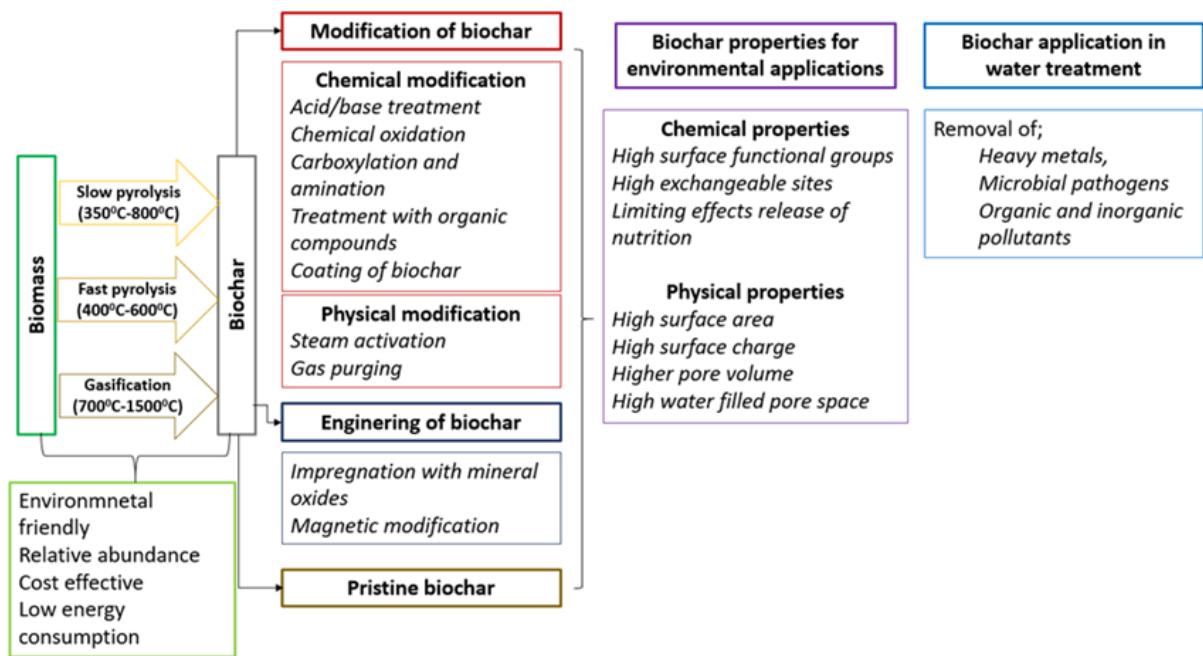 Biomass
Slow pyrolysis
(350⁰C-800⁰C)
Fast pyrolysis
(400⁰C-600⁰C)
Gasification
(700⁰C-1500⁰C)
Biochar
Environmnetal
friendly
Relative abundance
Cost effective
Low energy
consumption
Modification of biochar
Chemical modification
Acid/base treatment
Chemical oxidation
Carboxylation and
amination
Treatment with organic
compounds
Coating of biochar
Physical modification
Steam activation
Gas purging
Enginering of biochar
Impregnation with mineral
oxides
Magnetic modification
Pristine biochar
Biochar properties for
environmental applications
Chemical properties
High surface functional groups
High exchangeable sites
Limiting effects release of
nutrition
Physical properties
High surface area
High surface charge
Higher pore volume
High water filled pore space
Biochar application in
water treatment
Removal of;
Heavy metals,
Microbial pathogens
Organic and inorganic
pollutants